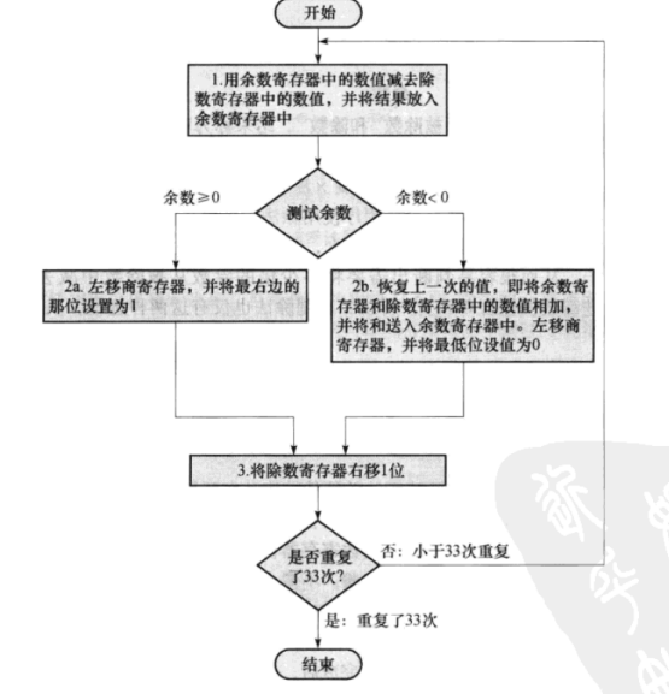 开始
1.用余数寄存器中的数值减去除
数寄存器中的数值，并将结果放入
余数寄存器中
余数≥0
测试余数
余数<0
2a. 左移商寄存器，并将最右边的
那位设置为1
2b. 恢复上一次的值，即将余数寄
存器和除数寄存器中的数值相加，
并将和送入余数寄存器中。左移商
寄存器，并将最低位设值为0
3.将除数寄存器右移1位
是否重复
了33次？
否：小于33次重复
是：重复了33次
结束